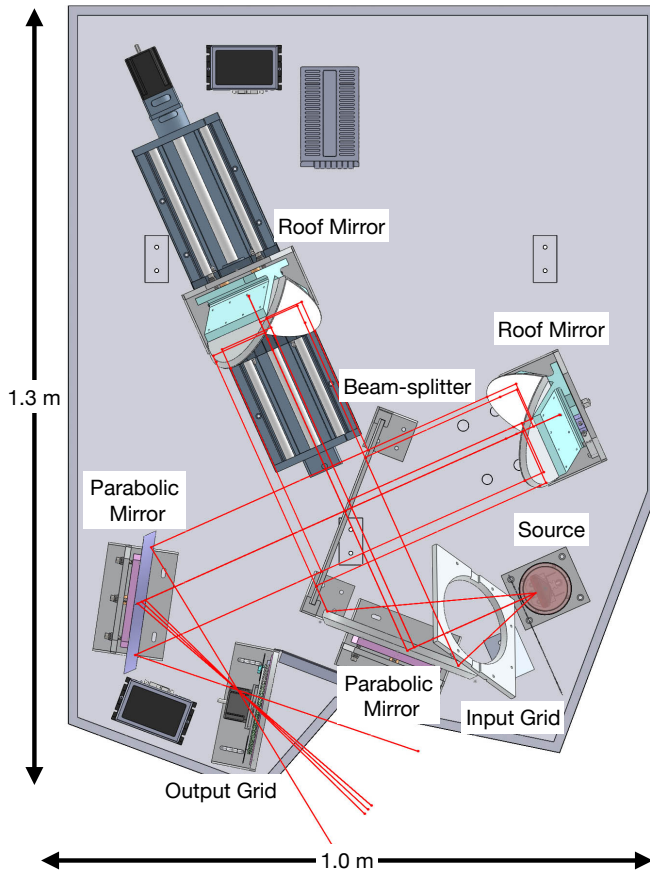 Roof Mirror
Roof Mirror
Beam-splitter
1.3 m
Parabolic
Mirror
Source
Parabolic
Mirror
Input Grid
Output Grid
1.0 m